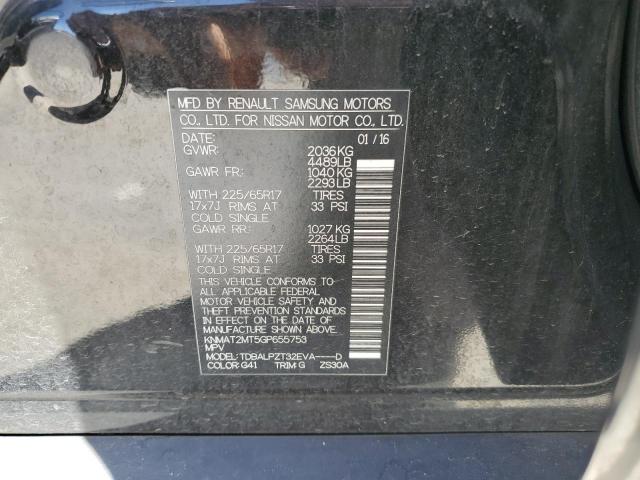 MFD BY RENAULT SAMSUNG MOTORS
CO., LTD. FOR NISSAN MOTOR CO., LTD.
DATE: 01 / 16
GVWR: 2036KG
4489LB
GAWR FR: 1040KG
2293LB
WITH 225/65R17 TIRES
17x7J RIMS AT 33 PSI
COLD SINGLE
GAWR RR: 1027KG
2264LB
WITH 225/65R17 TIRES
17x7J RIMS AT 33 PSI
COLD SINGLE
THIS VEHICLE CONFORMS TO
ALL APPLICABLE FEDERAL
MOTOR VEHICLE SAFETY AND
THEFT PREVENTION STANDARDS
IN EFFECT ON THE DATE OF
MANUFACTURE SHOWN ABOVE.
KNMAT2MT5GP655753
MPV
MODEL: TDBALPZT32EVA----D
COLOR: G41 TRIM: G ZS30A